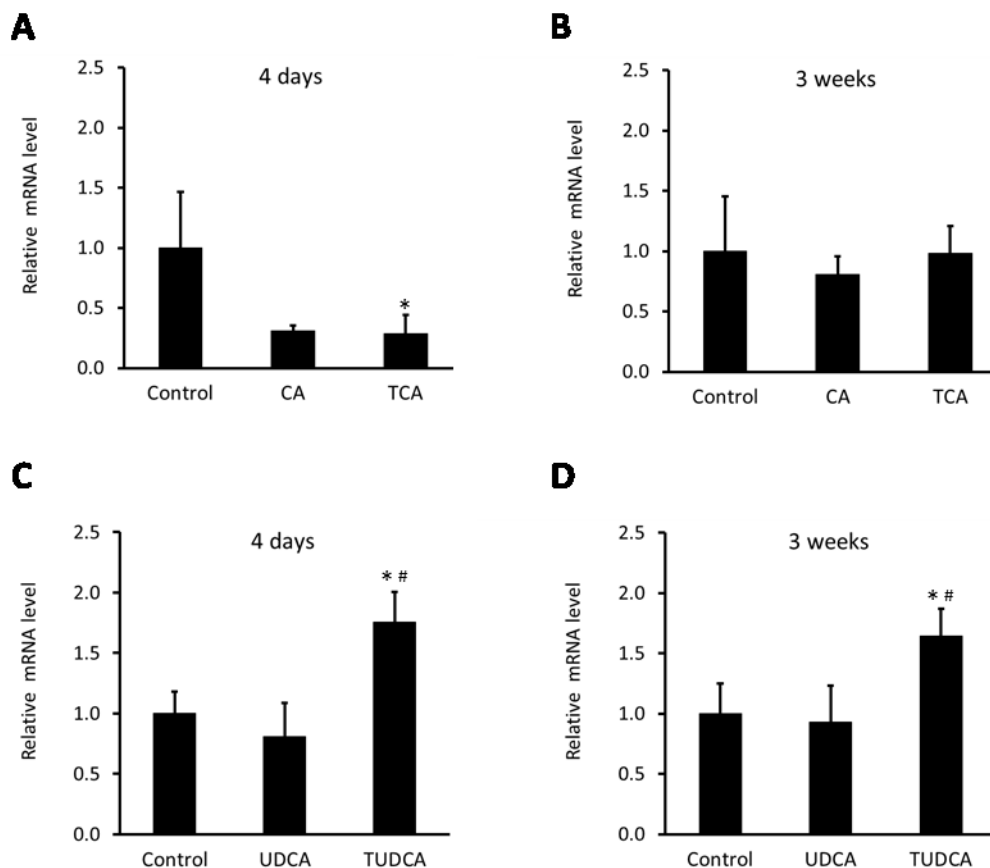 A
4 days
Relative mRNA level
2.5
2.0
1.5
1.0
0.5
0.0
*
Control
CA
TCA
B
3 weeks
Relative mRNA level
2.5
2.0
1.5
1.0
0.5
0.0
Control
CA
TCA
C
4 days
Relative mRNA level
2.5
2.0
1.5
1.0
0.5
0.0
* #
Control
UDCA
TUDCA
D
3 weeks
Relative mRNA level
2.5
2.0
1.5
1.0
0.5
0.0
* #
Control
UDCA
TUDCA